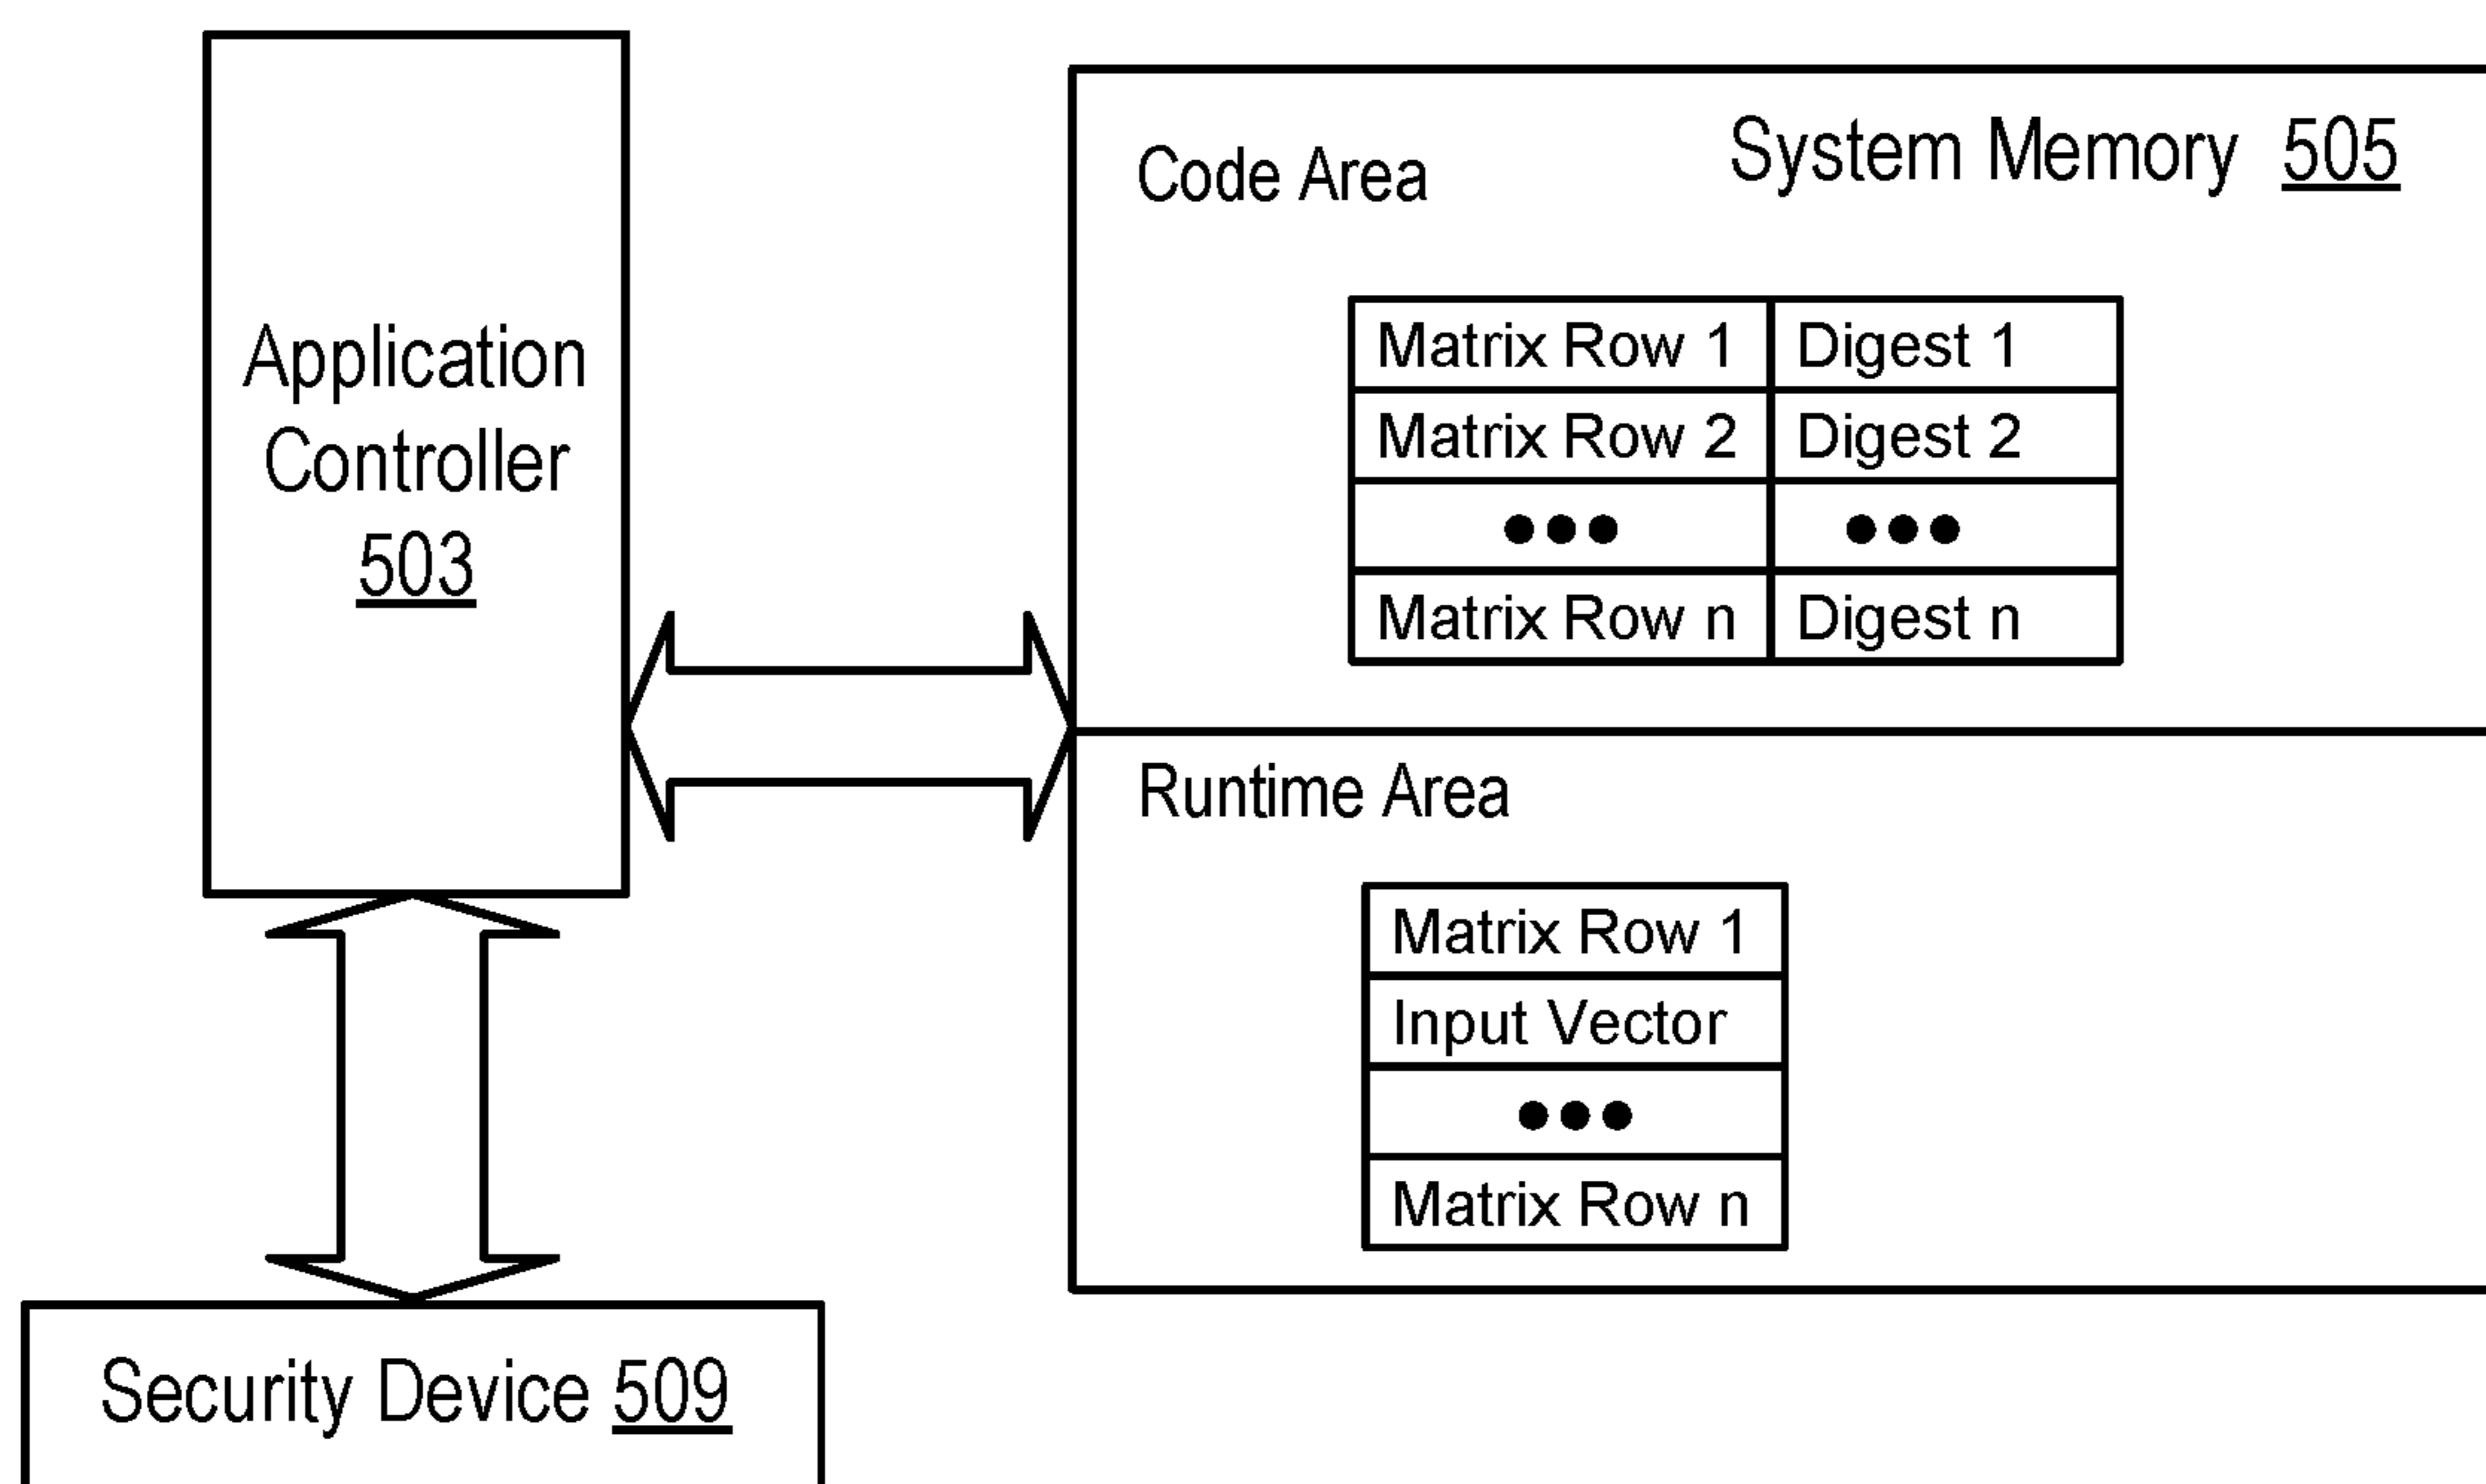 Application
Controller
503
System Memory 505
Code Area
Matrix Row 1 Digest 1
Matrix Row 2 Digest 2
●●● ●●●
Matrix Row n Digest n
Runtime Area
Matrix Row 1
Input Vector
●●●
Matrix Row n
Security Device 509